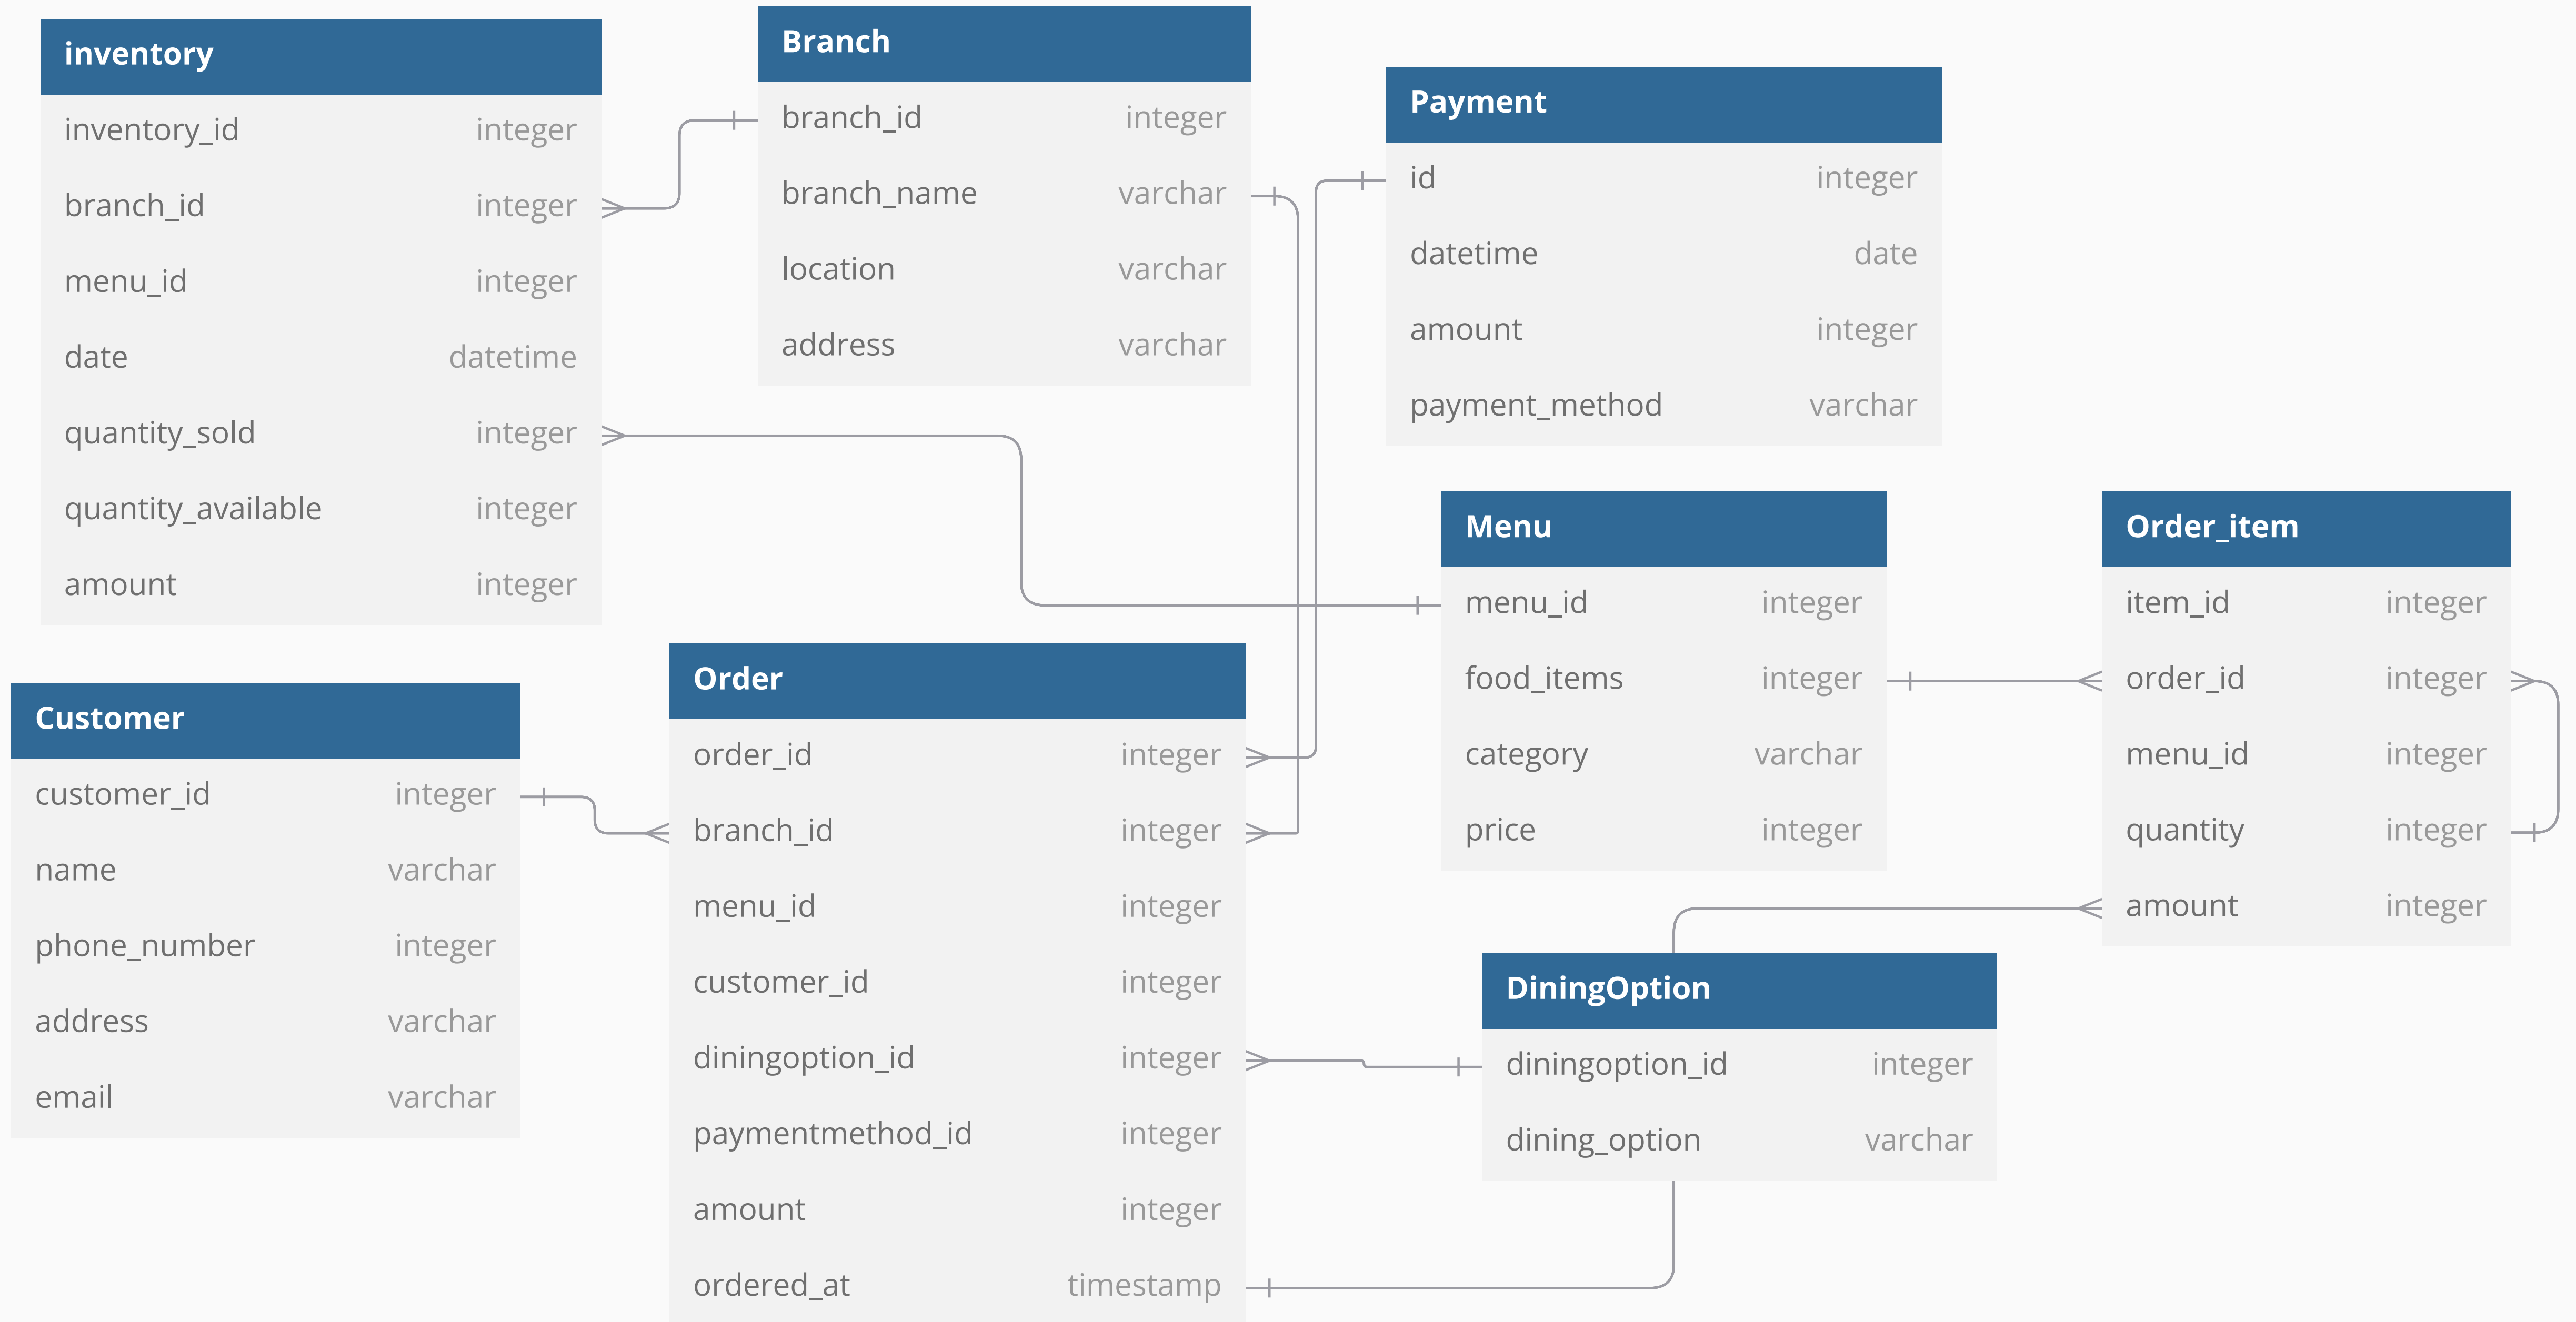 inventory
inventory_id integer
branch_id integer
menu_id integer
date datetime
quantity_sold integer
quantity_available integer
amount integer
Branch
branch_id integer
branch_name varchar
location varchar
address varchar
Payment
id integer
datetime date
amount integer
payment_method varchar
Menu
menu_id integer
food_items integer
category varchar
price integer
Order_item
item_id integer
order_id integer
menu_id integer
quantity integer
amount integer
Customer
customer_id integer
name varchar
phone_number integer
address varchar
email varchar
Order
order_id integer
branch_id integer
menu_id integer
customer_id integer
diningoption_id integer
paymentmethod_id integer
amount integer
ordered_at timestamp
DiningOption
diningoption_id integer
dining_option varchar